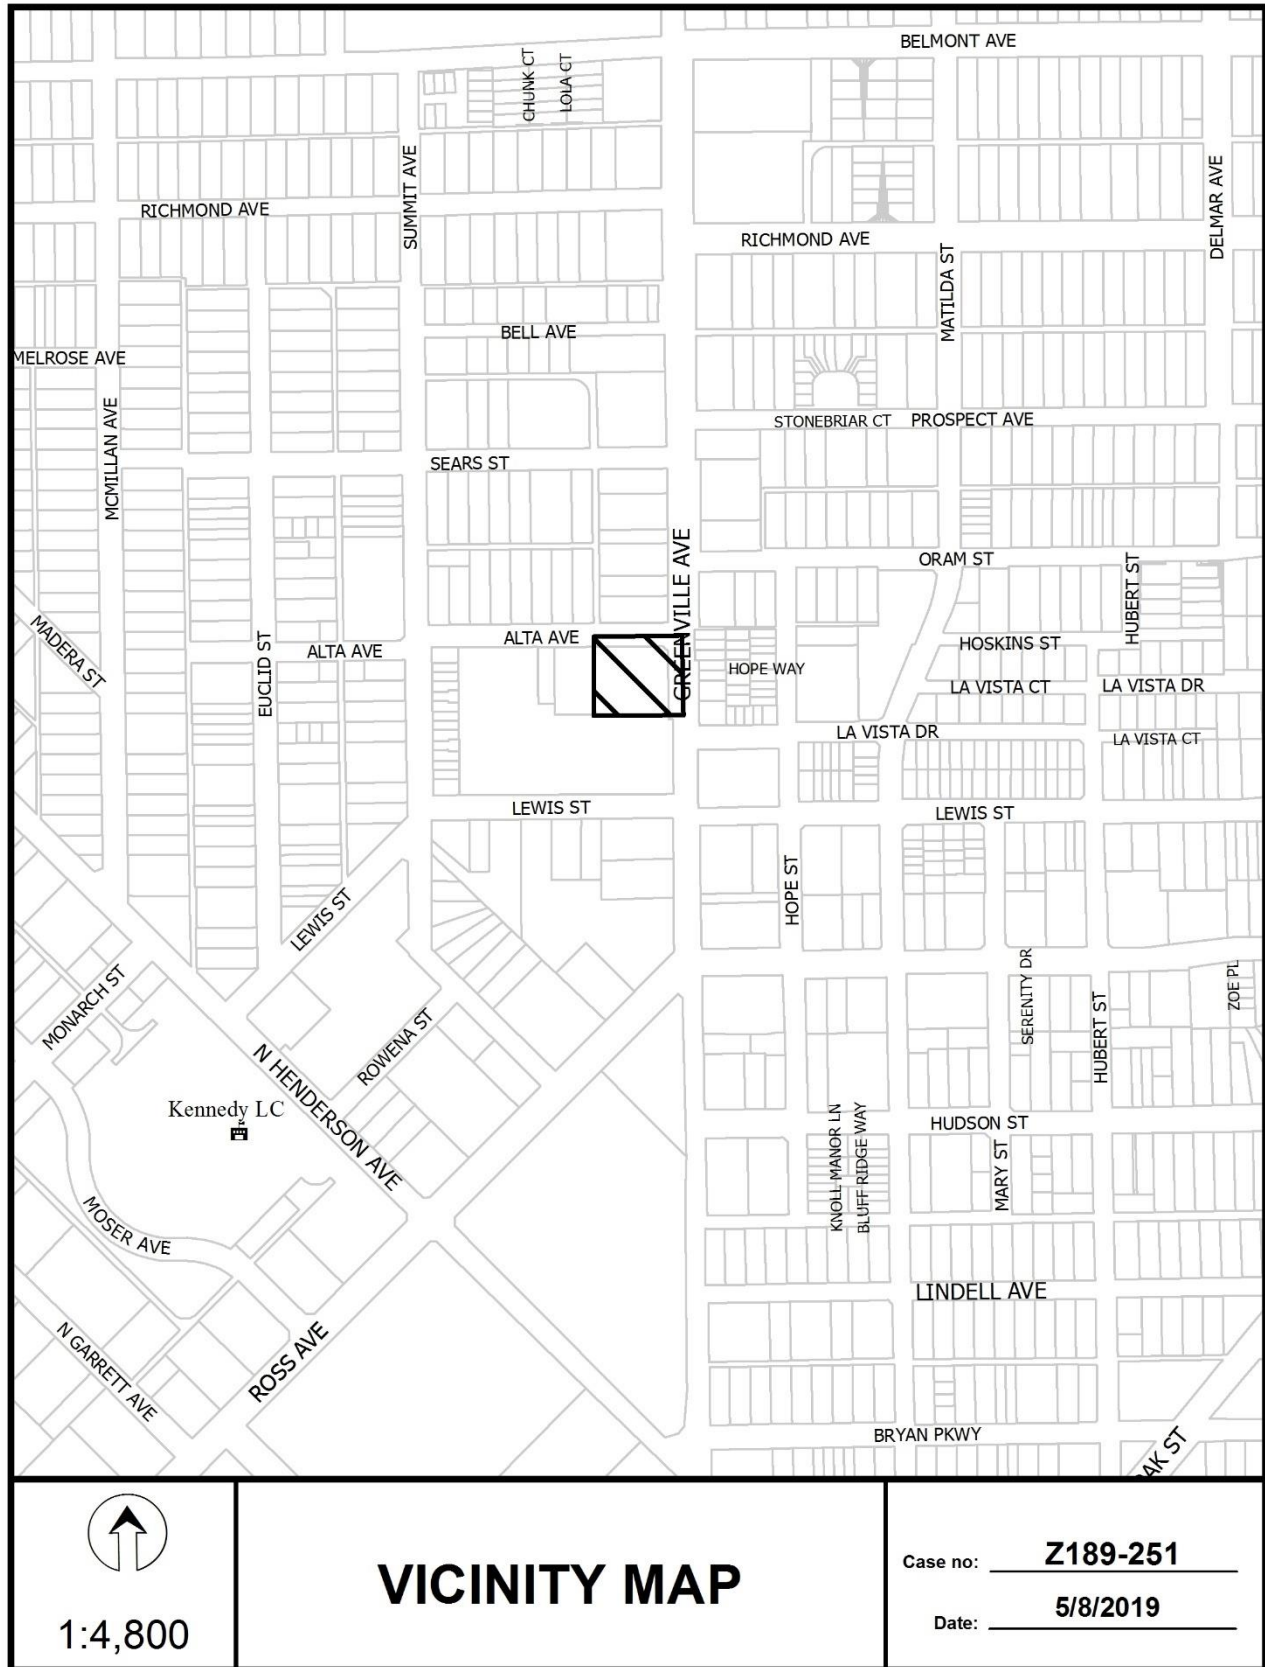 BELMONT AVE
CHUNK CT
LOLA CT
SUMMIT AVE
DELMAR AVE
RICHMOND AVE
RICHMOND AVE
MATILDA ST
BELL AVE
MELROSE AVE
MCMILLAN AVE
STONEBRIAR CT
PROSPECT AVE
SEARS ST
GREENVILLE AVE
ORAM ST
HUBERT ST
MADERA ST
EUCLID ST
ALTA AVE
ALTA AVE
HOSKINS ST
HOPE WAY
LA VISTA CT
LA VISTA DR
LA VISTA DR
LA VISTA CT
LEWIS ST
LEWIS ST
HOPE ST
LEWIS ST
MONARCH ST
SERENITY DR
ZOE PL
HUBERT ST
ROWENA ST
N HENDERSON AVE
Kennedy LC
KNOLL MANOR LN
BLUFF RIDGE WAY
HUDSON ST
MARY ST
MOSER AVE
LINDELL AVE
N GARRETT AVE
ROSS AVE
BRYAN PKWY
AK ST
1:4,800
VICINITY MAP
Case no: Z189-251
Date: 5/8/2019